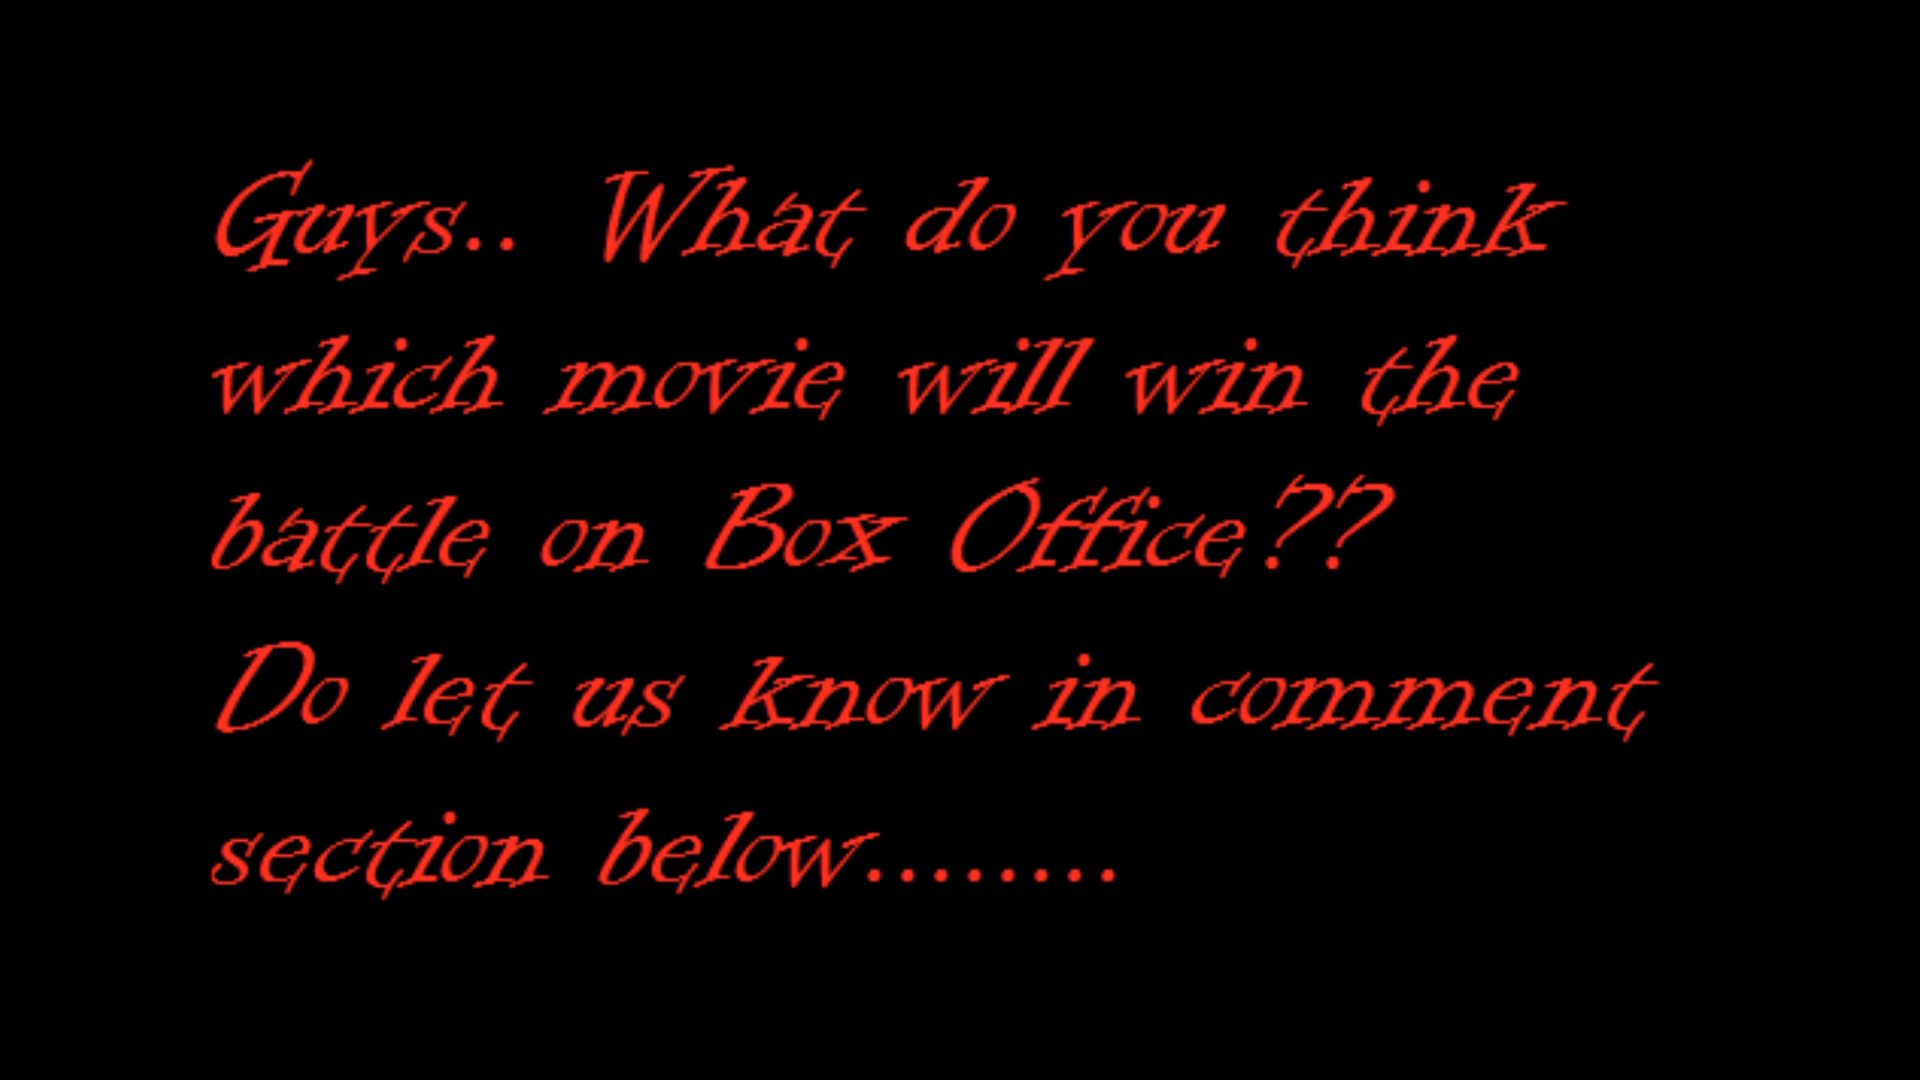 Guys.. What do you think
which movie will win the
battle on Box Office??
Do let us know in comment
section below........